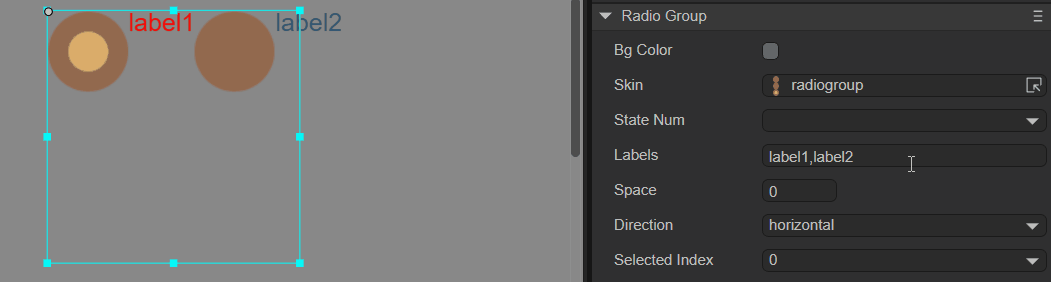 label1 label2
Radio Group
Bg Color
Skin radiogroup
State Num
Labels label1,label2
Space 0
Direction horizontal
Selected Index 0